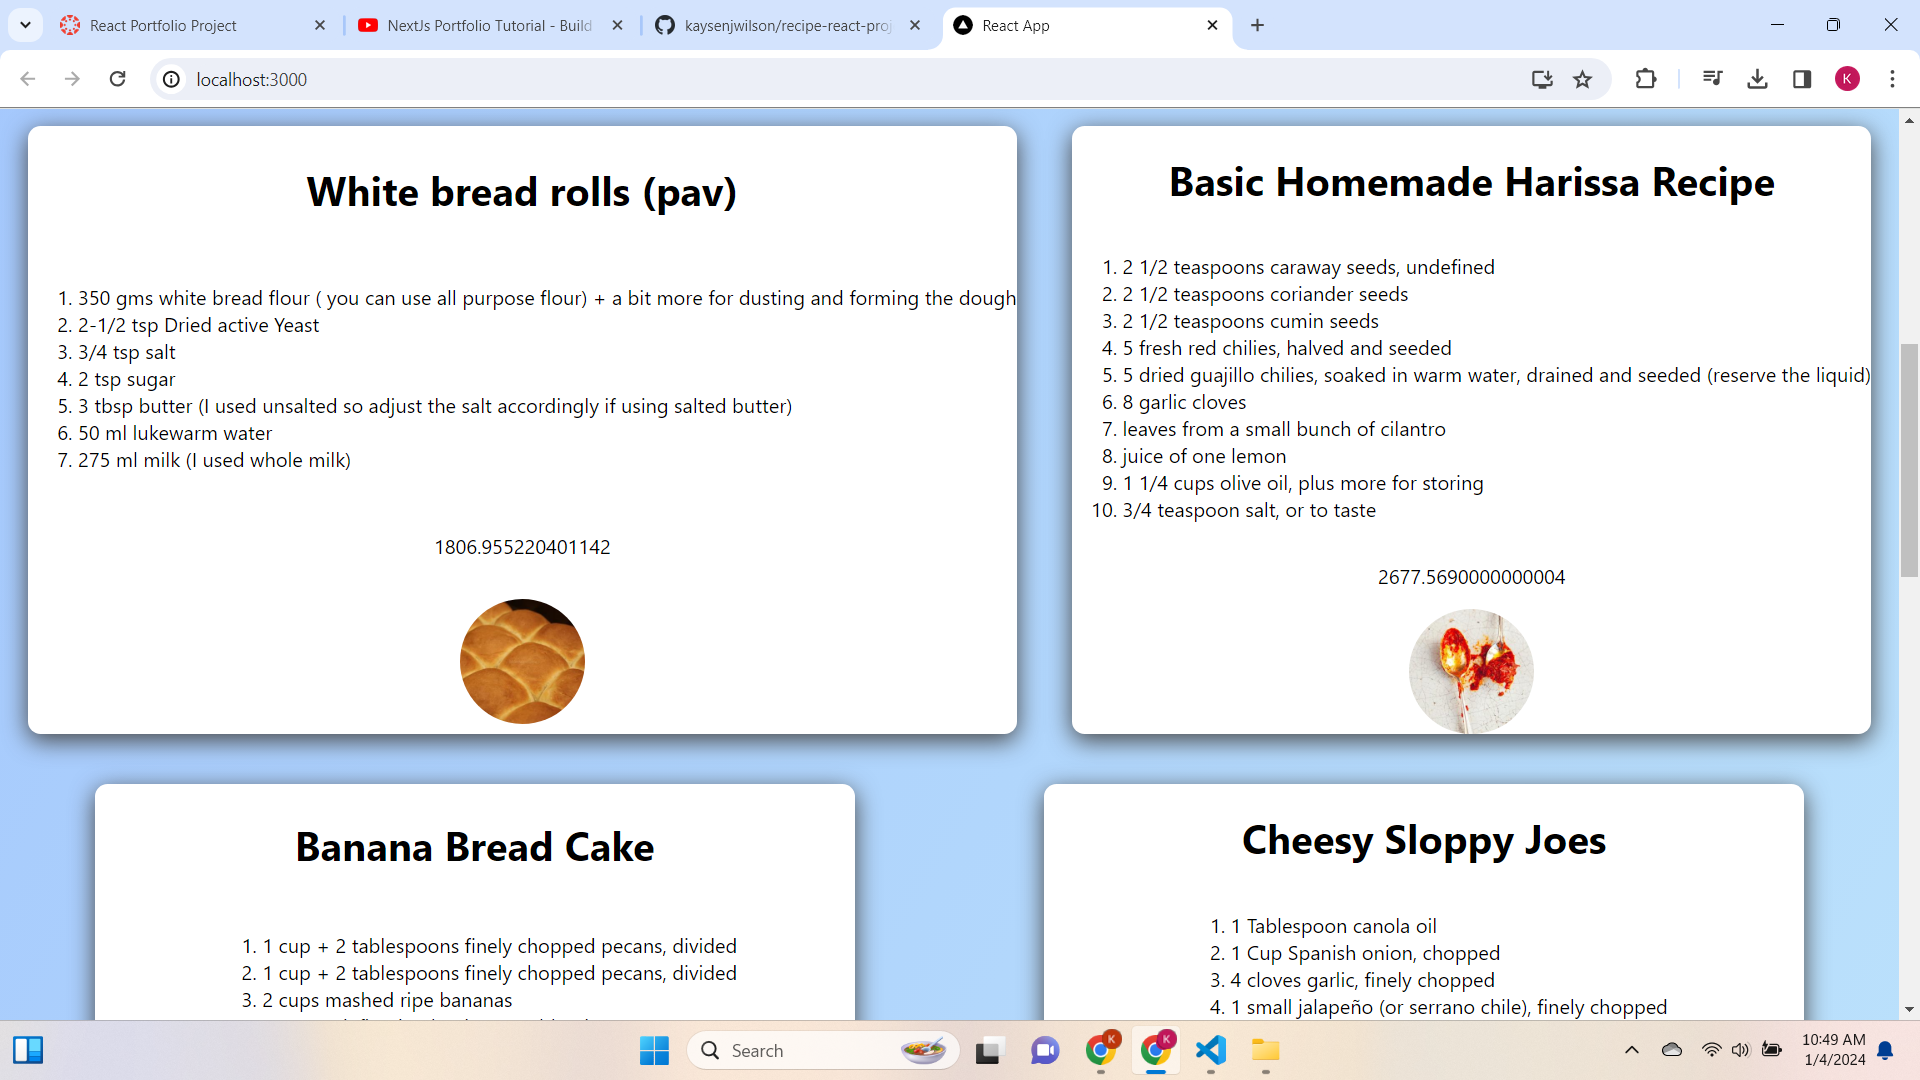 React Portfolio Project
NextJs Portfolio Tutorial - Build
kaysenjwilson/recipe-react-proj
React App
localhost:3000
K
White bread rolls (pav)
1. 350 gms white bread flour ( you can use all purpose flour) + a bit more for dusting and forming the dough
2. 2-1/2 tsp Dried active Yeast
3. 3/4 tsp salt
4. 2 tsp sugar
5. 3 tbsp butter (I used unsalted so adjust the salt accordingly if using salted butter)
6. 50 ml lukewarm water
7. 275 ml milk (I used whole milk)
1806.955220401142
Basic Homemade Harissa Recipe
1. 2 1/2 teaspoons caraway seeds, undefined
2. 2 1/2 teaspoons coriander seeds
3. 2 1/2 teaspoons cumin seeds
4. 5 fresh red chilies, halved and seeded
5. 5 dried guajillo chilies, soaked in warm water, drained and seeded (reserve the liquid)
6. 8 garlic cloves
7. leaves from a small bunch of cilantro
8. juice of one lemon
9. 1 1/4 cups olive oil, plus more for storing
10. 3/4 teaspoon salt, or to taste
2677.5690000000004
Banana Bread Cake
1. 1 cup + 2 tablespoons finely chopped pecans, divided
2. 1 cup + 2 tablespoons finely chopped pecans, divided
3. 2 cups mashed ripe bananas
Cheesy Sloppy Joes
1. 1 Tablespoon canola oil
2. 1 Cup Spanish onion, chopped
3. 4 cloves garlic, finely chopped
4. 1 small jalapeño (or serrano chile), finely chopped
Search
K
K
10:49 AM
1/4/2024